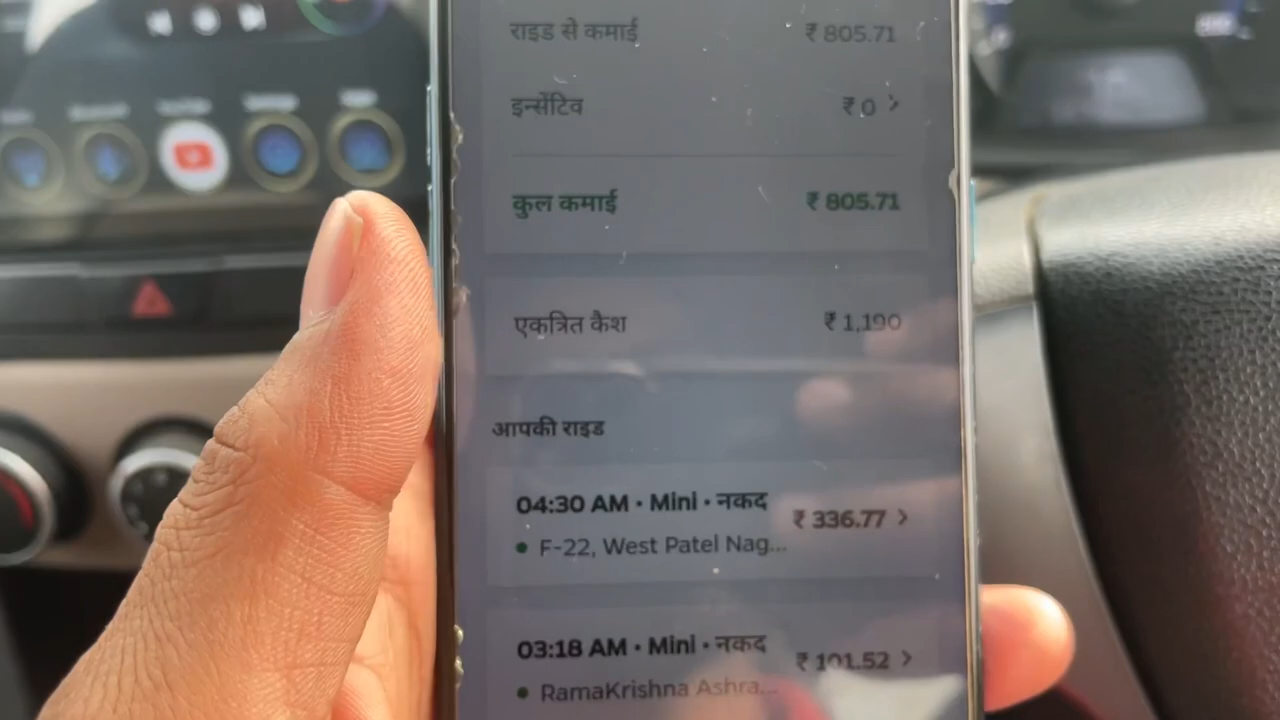 राइड से कमाई ₹ 805.71
इन्सेंटिव ₹ 0 >
कुल कमाई ₹ 805.71
एकत्रित कैश ₹ 1,190
आपकी राइड
04:30 AM • Mini • नकद ₹ 336.77 >
F-22, West Patel Nag...
03:18 AM • Mini • नकद ₹ 101.52 >
RamaKrishna Ashra...